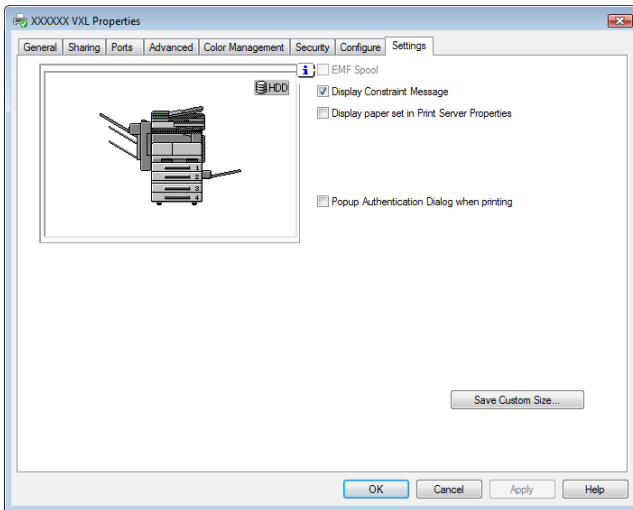 XXXXXX VXL Properties
General Sharing Ports Advanced Color Management Security Configure Settings
EMF Spool
HDD
Display Constraint Message
Display paper set in Print Server Properties
1
2
3
4
Popup Authentication Dialog when printing
Save Custom Size...
OK Cancel Apply Help